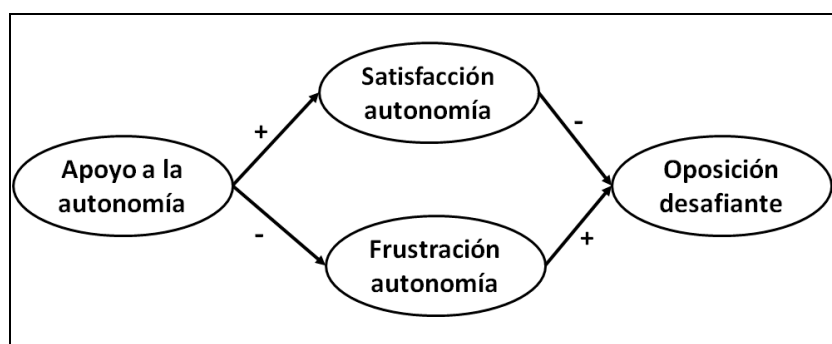 Satisfacción
autonomía
+
-
Apoyo a la
autonomía
Oposición
desafiante
-
+
Frustración
autonomía